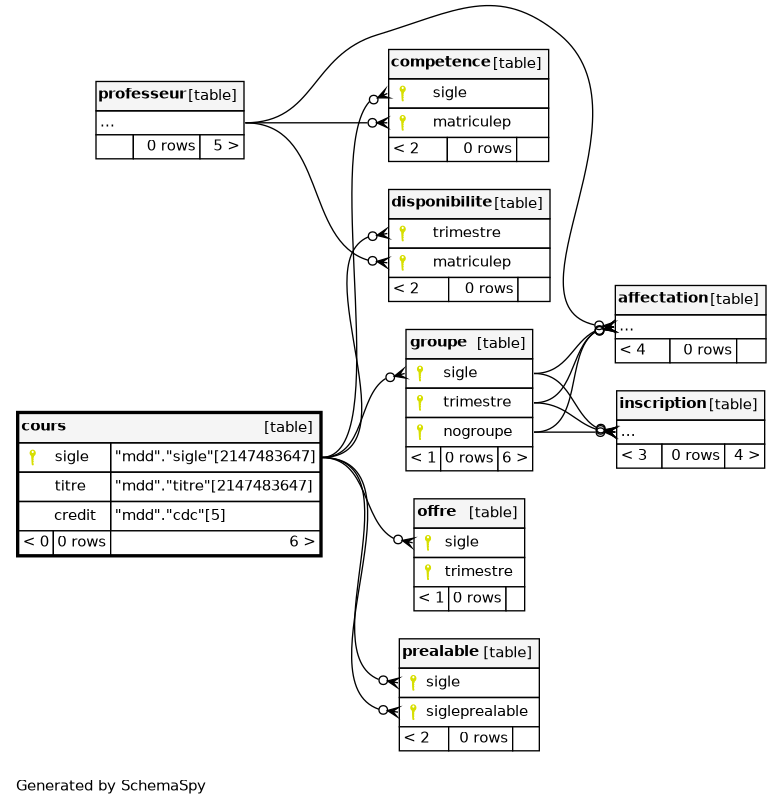 competence [table]
sigle
matriculep
< 2 0 rows
professeur [table]
...
0 rows 5 >
disponibilite [table]
trimestre
matriculep
< 2 0 rows
affectation [table]
...
< 4 0 rows
groupe [table]
sigle
trimestre
nogroupe
< 1 0 rows 6 >
inscription [table]
...
< 3 0 rows 4 >
cours [table]
sigle "mdd"."sigle"[2147483647]
titre "mdd"."titre"[2147483647]
credit "mdd"."cdc"[5]
< 0 0 rows 6 >
offre [table]
sigle
trimestre
< 1 0 rows
prealable [table]
sigle
sigleprealable
< 2 0 rows
Generated by SchemaSpy